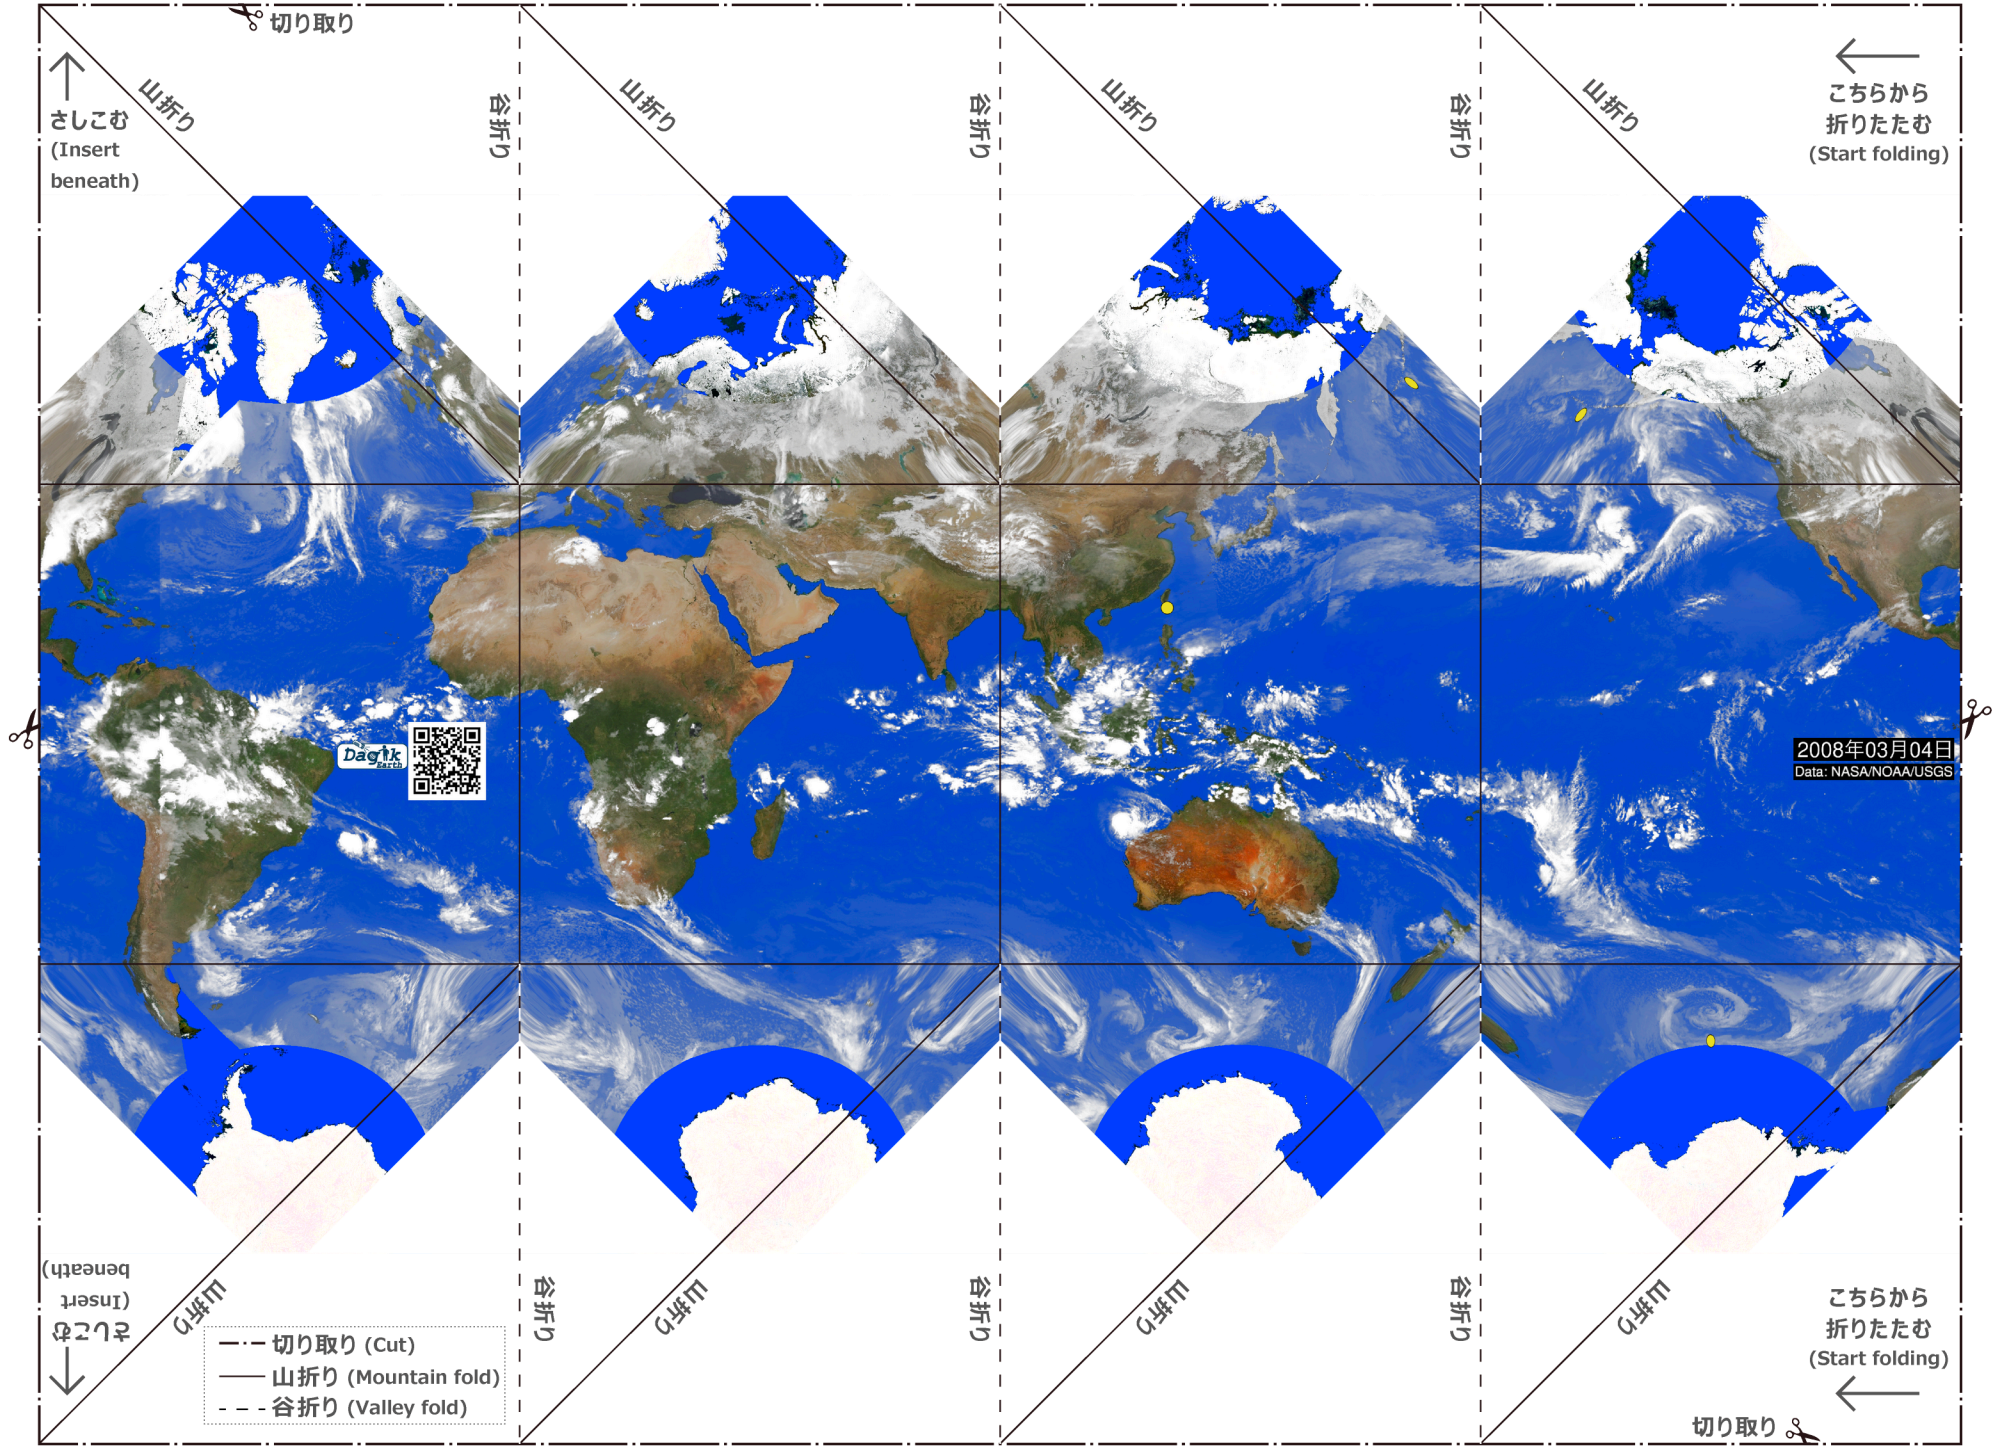 切り取り
さしこむ
(Insert
beneath)
山折り
谷折り
山折り
谷折り
山折り
谷折り
山折り
こちらから
折りたたむ
(Start folding)
Dagik
Earth
2008年03月04日
Data: NASA/NOAA/USGS
さしこむ
(Insert
beneath)
山折り
谷折り
山折り
谷折り
山折り
谷折り
山折り
こちらから
折りたたむ
(Start folding)
切り取り (Cut)
山折り (Mountain fold)
谷折り (Valley fold)
切り取り